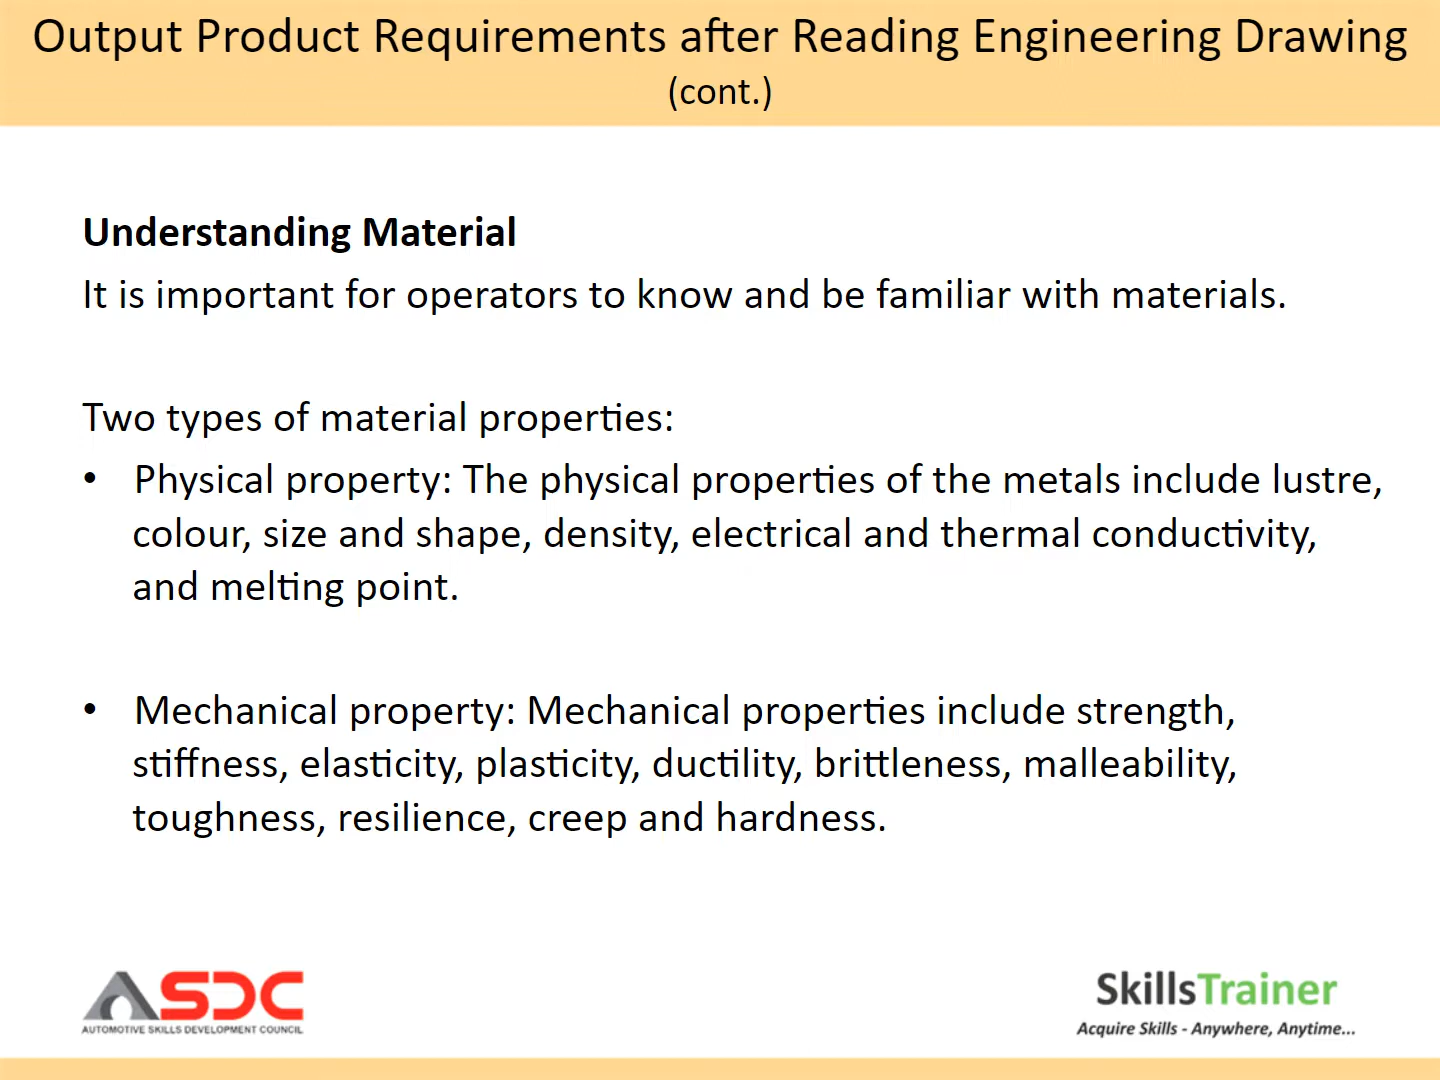 Output Product Requirements after Reading Engineering Drawing
(cont.)
Understanding Material
It is important for operators to know and be familiar with materials.
Two types of material properties:
• Physical property: The physical properties of the metals include lustre,
colour, size and shape, density, electrical and thermal conductivity,
and melting point.
• Mechanical property: Mechanical properties include strength,
stiffness, elasticity, plasticity, ductility, brittleness, malleability,
toughness, resilience, creep and hardness.
ASDC
AUTOMOTIVE SKILLS DEVELOPMENT COUNCIL
SkillsTrainer
Acquire Skills - Anywhere, Anytime...